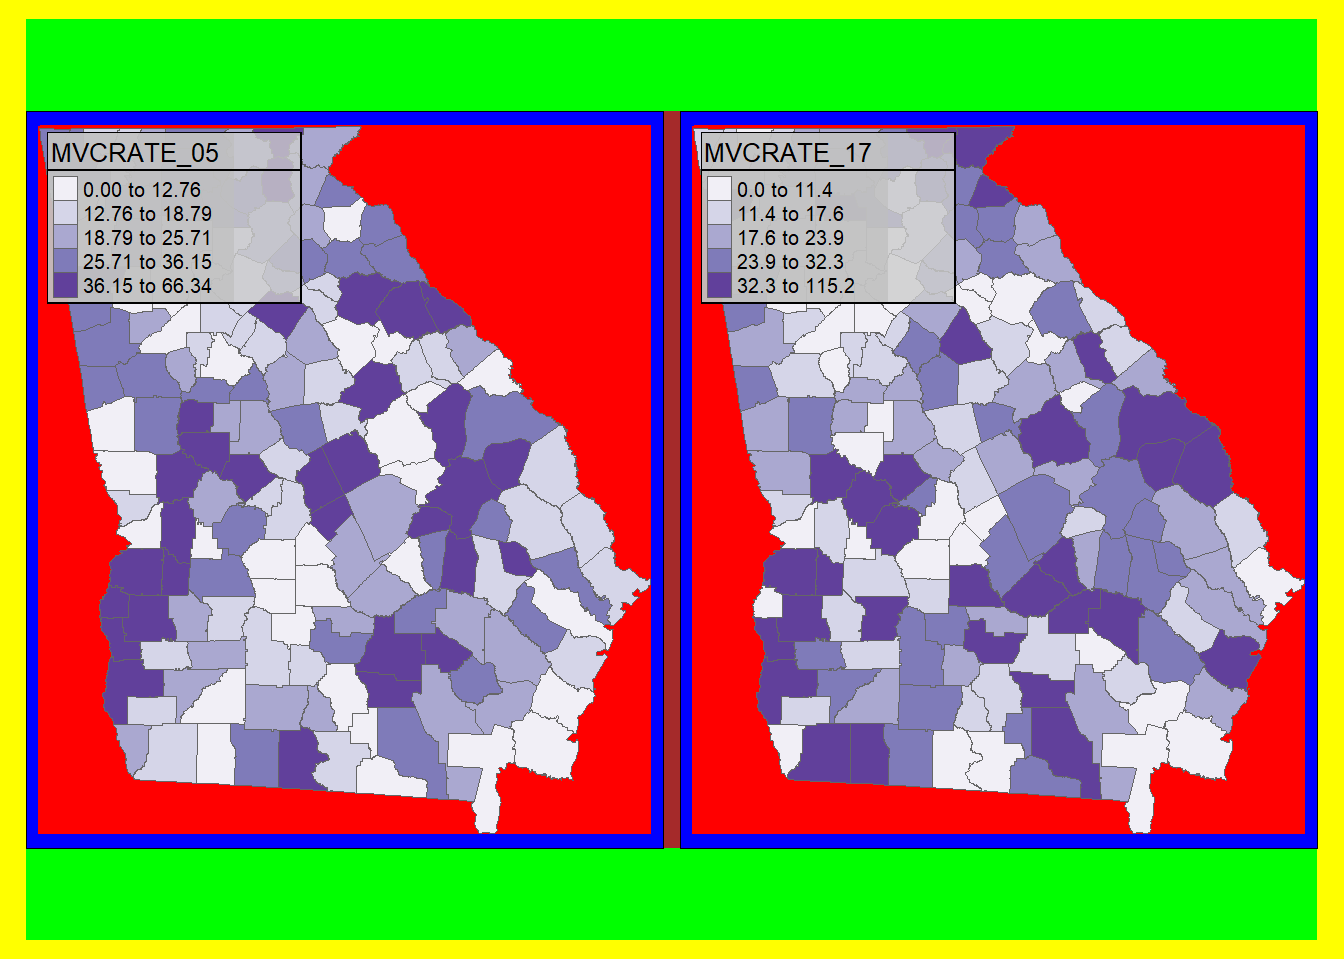 MVCRATE_05
0.00 to 12.76
12.76 to 18.79
18.79 to 25.71
25.71 to 36.15
36.15 to 66.34
MVCRATE_17
0.0 to 11.4
11.4 to 17.6
17.6 to 23.9
23.9 to 32.3
32.3 to 115.2